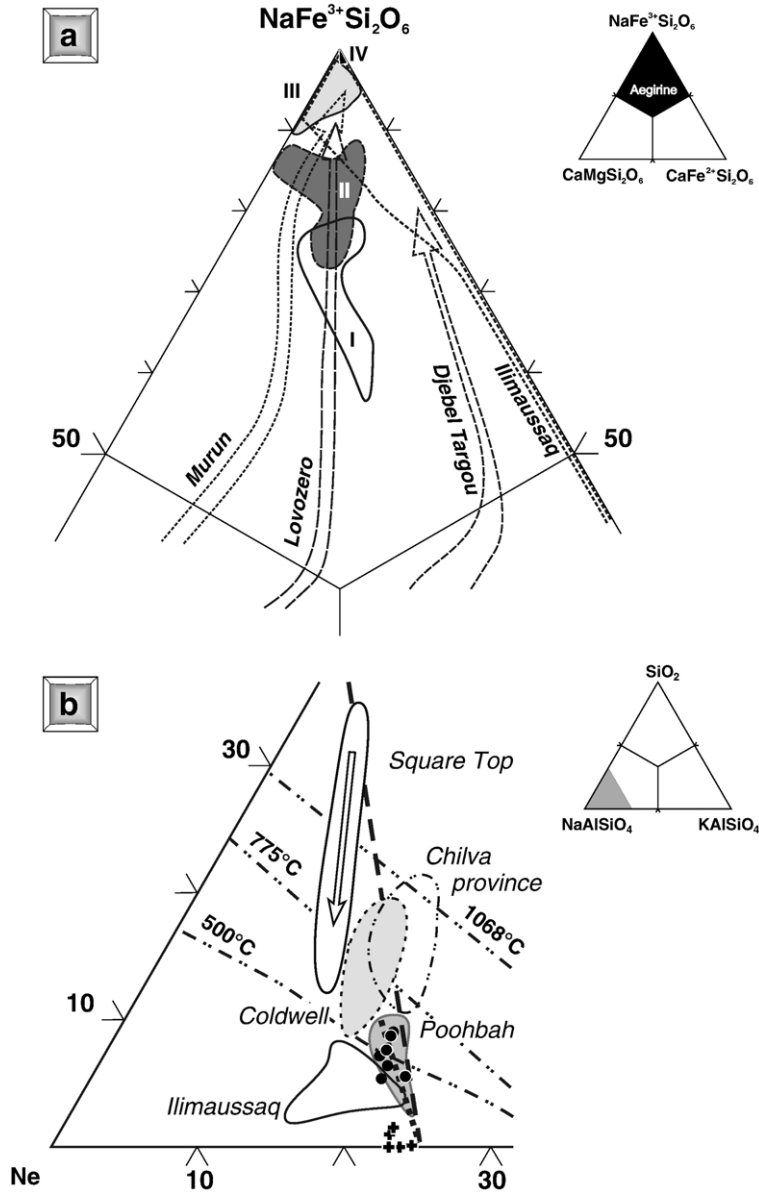 a
NaFe³⁺Si₂O₆
IV
III
II
I
50
50
Murun
Lovozero
Djebel Targou
Ilimaussaq
NaFe³⁺Si₂O₆
Aegirine
CaMgSi₂O₆
CaFe²⁺Si₂O₆
b
30
Square Top
775°C
Chilva
province
500°C
1068°C
10
Coldwell
Poohbah
Ilimaussaq
Ne
10
30
SiO₂
NaAlSiO₄
KAlSiO₄